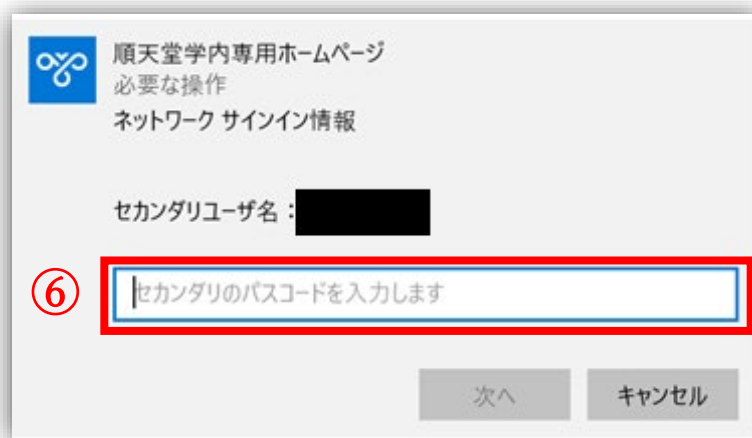 順天堂学内専用ホームページ
必要な操作
ネットワーク サインイン情報
セカンダリユーザ名：
⑥
セカンダリのパスコードを入力します
次へ
キャンセル